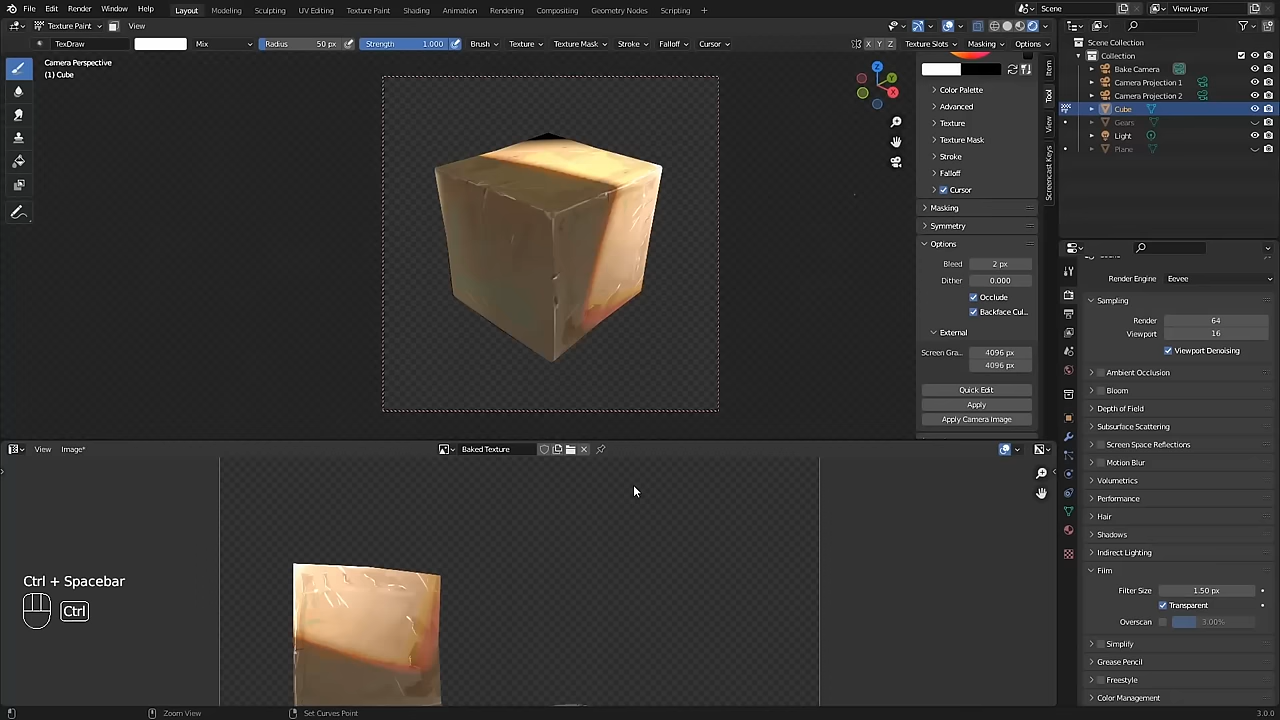 File Edit Render Window Help Layout Modeling Sculpting UV Editing Texture Paint Shading Animation Rendering Compositing Geometry Nodes Scripting + Scene ViewLayer
Texture Paint View
TexDraw Mix Radius 50 px Strength 1.000 Brush Texture Texture Mask Stroke Falloff Cursor X Y Z Texture Slots Masking Options
Camera Perspective
(1) Cube
Z
Y
X
Color Palette
Advanced
Texture
Texture Mask
Stroke
Falloff
Cursor
Masking
Symmetry
Options
Bleed 2 px
Dither 0.000
Occlude
Backface Cul...
External
Screen Gra... 4096 px
4096 px
Quick Edit
Apply
Apply Camera Image
Item
Tool
View
Screencast Keys
Scene Collection
Collection
Bake Camera
Camera Projection 1
Camera Projection 2
Cube
Gears
Light
Plane
Render Engine Eevee
Sampling
Render 64
Viewport 16
Viewport Denoising
Ambient Occlusion
Bloom
Depth of Field
Subsurface Scattering
Screen Space Reflections
Motion Blur
Volumetrics
Performance
Hair
Shadows
Indirect Lighting
Film
Filter Size 1.50 px
Transparent
Overscan 3.00%
Simplify
Grease Pencil
Freestyle
Color Management
View Image* Baked Texture
Ctrl + Spacebar
Ctrl
Zoom View Set Curves Point 3.0.0